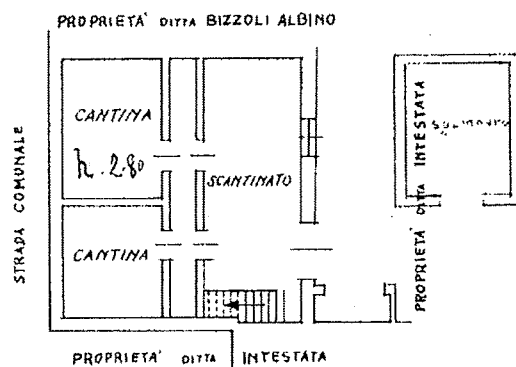 PROPRIETA' DITTA BIZZOLI ALBINO
STRADA COMUNALE
CANTINA
h. 2.80
SCANTINATO
CANTINA
PROPRIETA' DITTA INTESTATA
PROPRIETA' DITTA INTESTATA